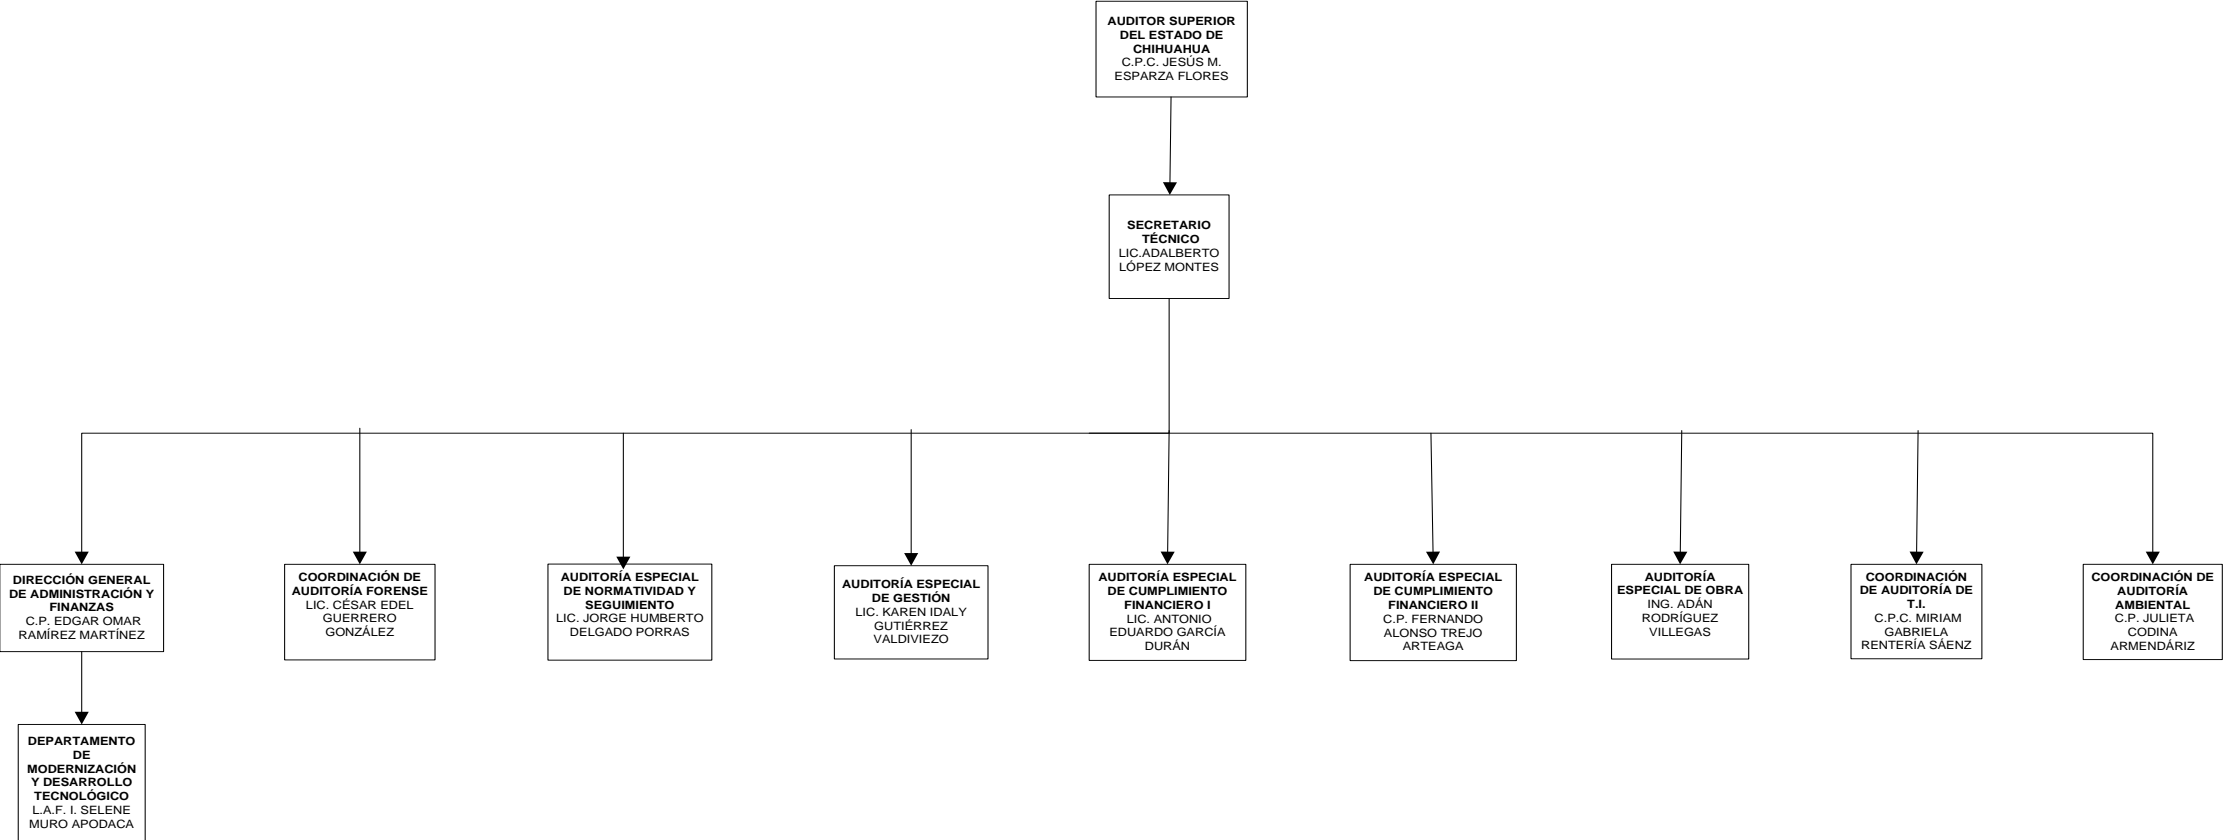 AUDITOR SUPERIOR
DEL ESTADO DE
CHIHUAHUA
C.P.C. JESÚS M.
ESPARZA FLORES
SECRETARIO
TÉCNICO
LIC.ADALBERTO
LÓPEZ MONTES
DIRECCIÓN GENERAL
DE ADMINISTRACIÓN Y
FINANZAS
C.P. EDGAR OMAR
RAMÍREZ MARTÍNEZ
COORDINACIÓN DE
AUDITORÍA FORENSE
LIC. CÉSAR EDEL
GUERRERO
GONZÁLEZ
AUDITORÍA ESPECIAL
DE NORMATIVIDAD Y
SEGUIMIENTO
LIC. JORGE HUMBERTO
DELGADO PORRAS
AUDITORÍA ESPECIAL
DE GESTIÓN
LIC. KAREN IDALY
GUTIÉRREZ
VALDIVIEZO
AUDITORÍA ESPECIAL
DE CUMPLIMIENTO
FINANCIERO I
LIC. ANTONIO
EDUARDO GARCÍA
DURÁN
AUDITORÍA ESPECIAL
DE CUMPLIMIENTO
FINANCIERO II
C.P. FERNANDO
ALONSO TREJO
ARTEAGA
AUDITORÍA
ESPECIAL DE OBRA
ING. ADÁN
RODRÍGUEZ
VILLEGAS
COORDINACIÓN
DE AUDITORÍA DE
T.I.
C.P.C. MIRIAM
GABRIELA
RENTERÍA SÁENZ
COORDINACIÓN DE
AUDITORÍA
AMBIENTAL
C.P. JULIETA
CODINA
ARMENDÁRIZ
DEPARTAMENTO
DE
MODERNIZACIÓN
Y DESARROLLO
TECNOLÓGICO
L.A.F. I. SELENE
MURO APODACA